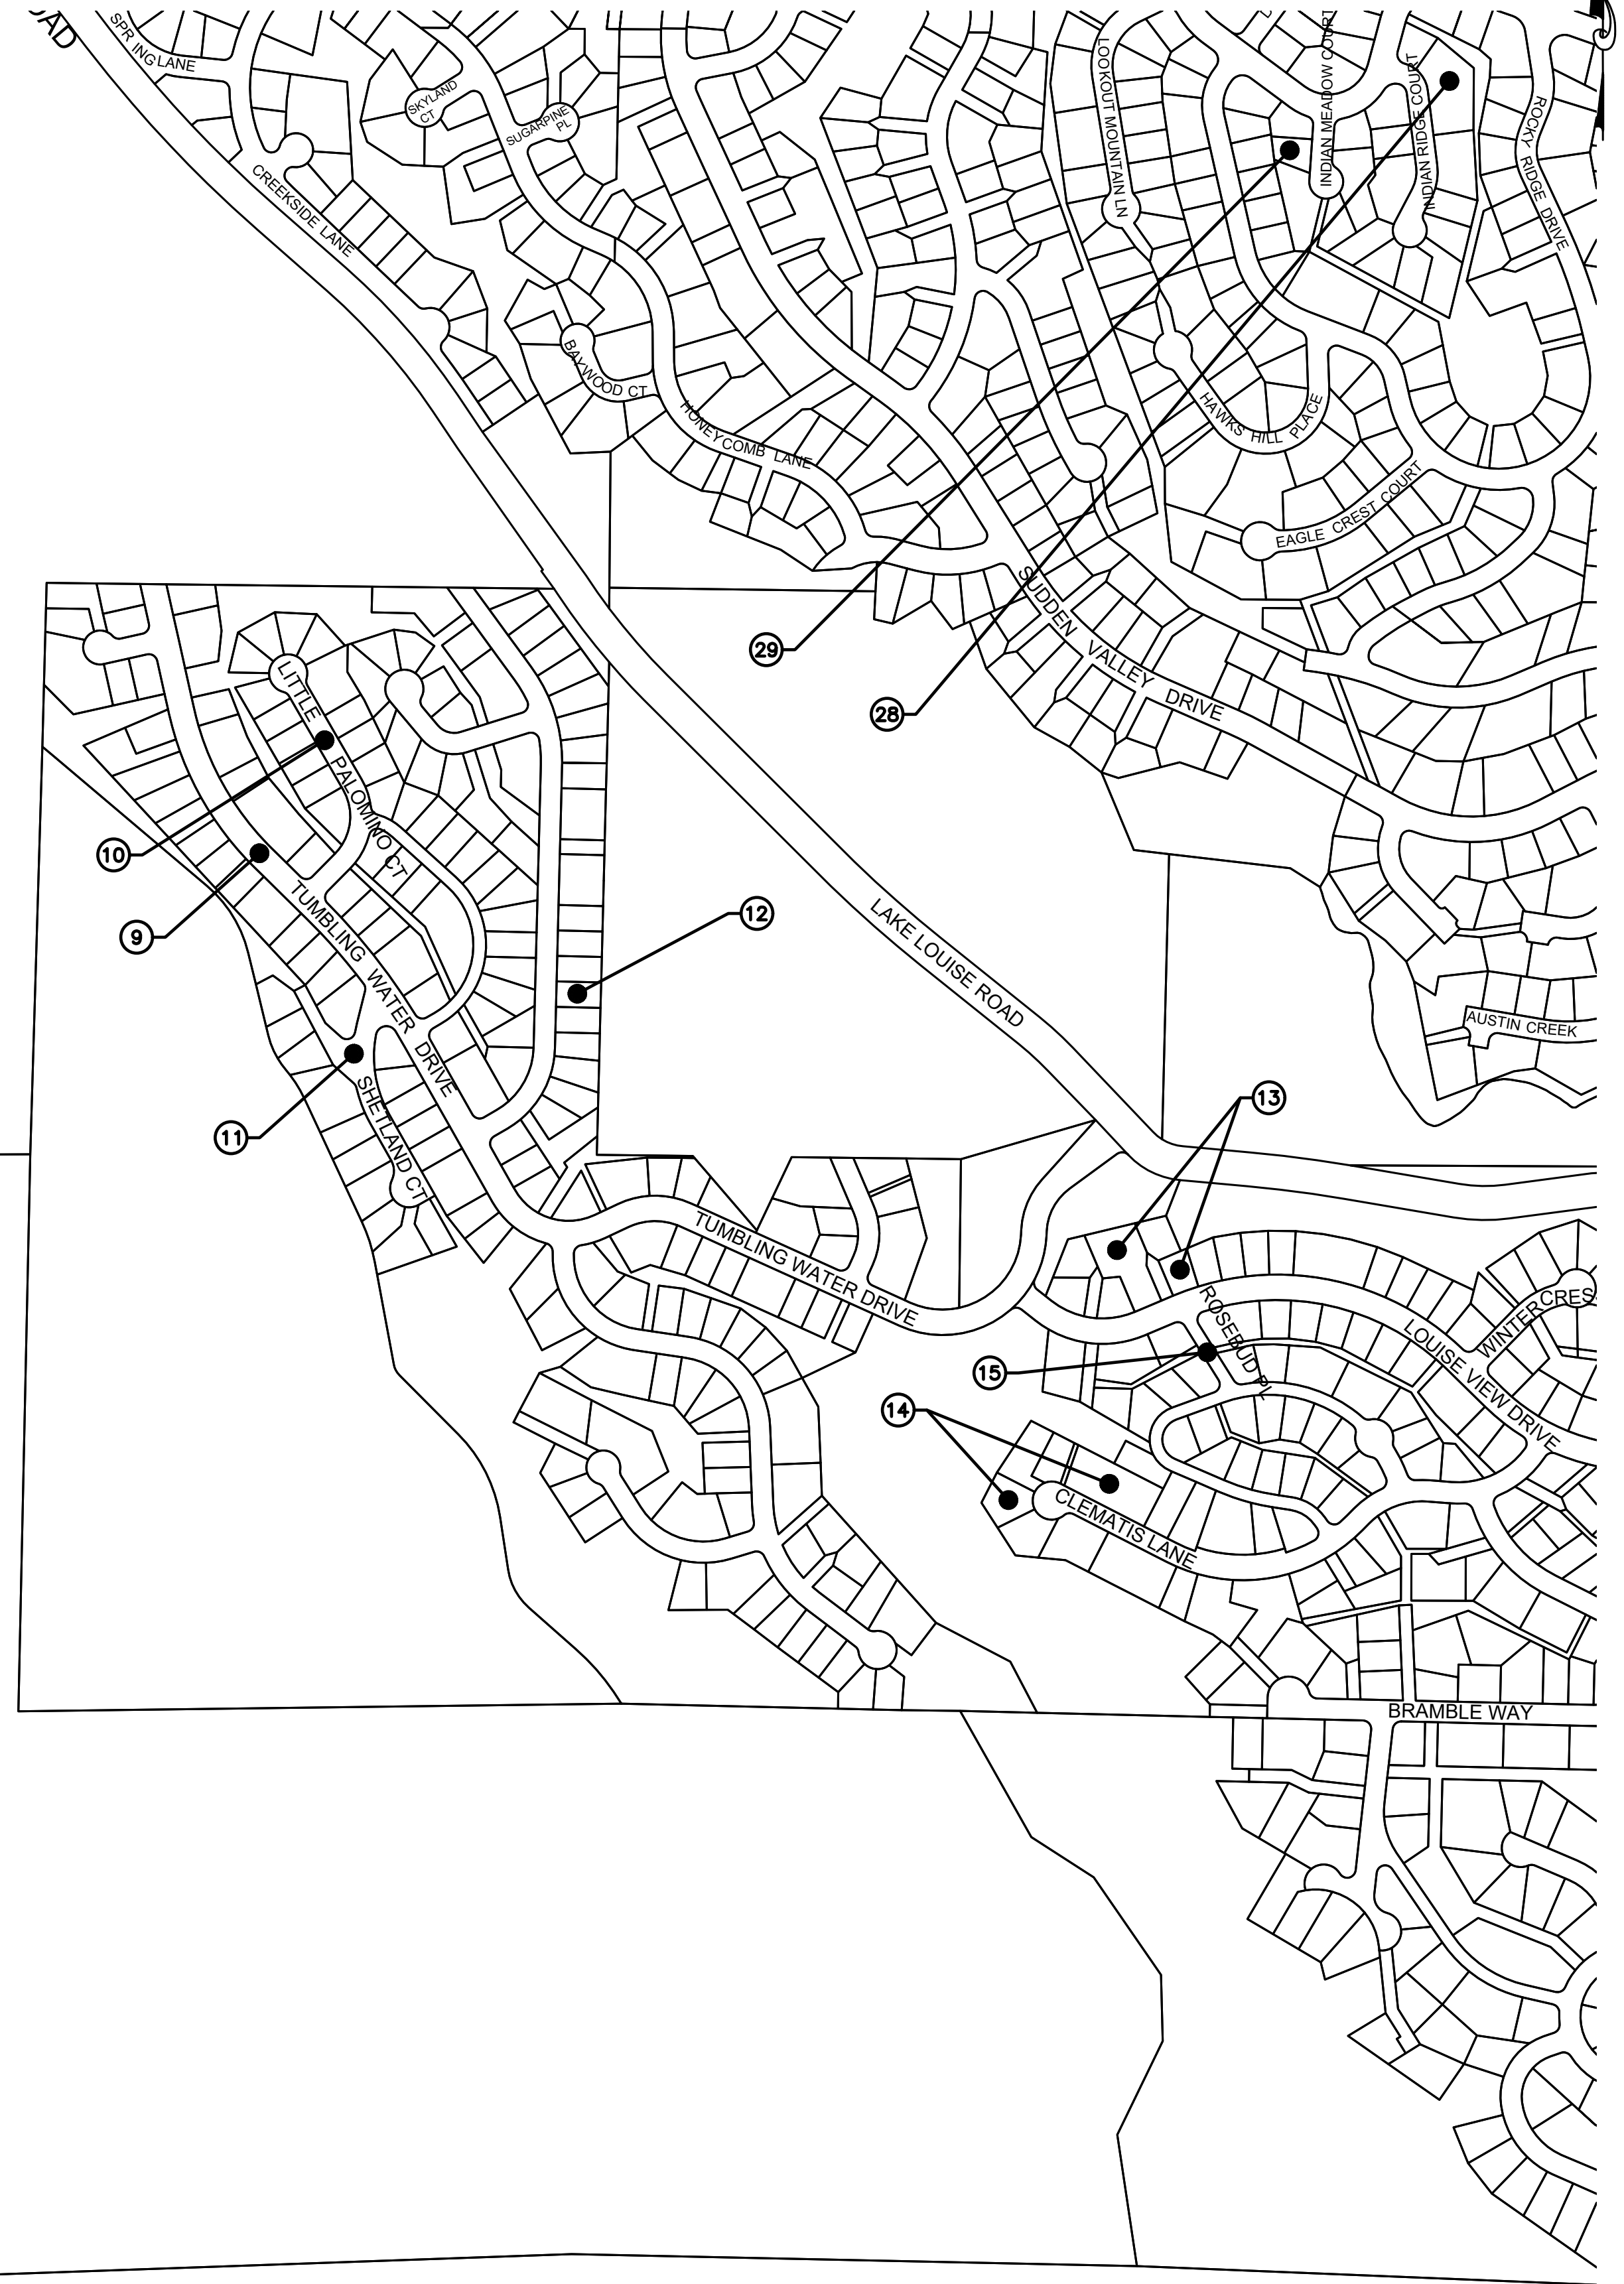 SPRINGLANE
SKYLAND
CT
SUGARPINE
PL
LOOKOUT MOUNTAIN LN
INDIAN MEADOW COURT
INDIAN RIDGE COURT
ROCKY RIDGE DRIVE
CREEKSIDE LANE
BAYWOOD CT
HONEYCOMB LANE
HAWKS HILL PLACE
EAGLE CREST COURT
SUDDEN VALLEY DRIVE
29
28
LITTLE PALOMINO CT
10
9
12
TUMBLING WATER DRIVE
LAKE LOUISE ROAD
AUSTIN CREEK
11
SHETLAND CT
13
TUMBLING WATER DRIVE
ROSEBUD PL
WINTER CRES
LOUISE VIEW DRIVE
15
14
CLEMATIS LANE
BRAMBLE WAY